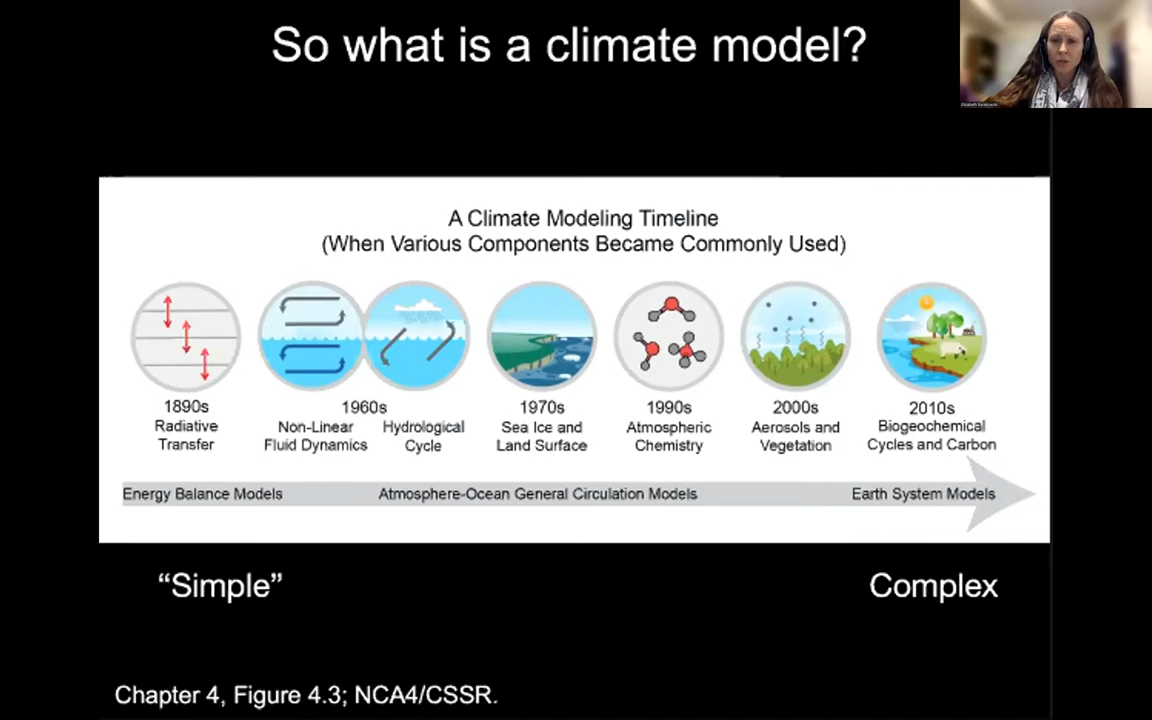 So what is a climate model?
A Climate Modeling Timeline
(When Various Components Became Commonly Used)
1890s
Radiative
Transfer
1960s
Non-Linear
Fluid Dynamics
Hydrological
Cycle
1970s
Sea Ice and
Land Surface
1990s
Atmospheric
Chemistry
2000s
Aerosols and
Vegetation
2010s
Biogeochemical
Cycles and Carbon
Energy Balance Models
Atmosphere-Ocean General Circulation Models
Earth System Models
“Simple”
Complex
Chapter 4, Figure 4.3; NCA4/CSSR.